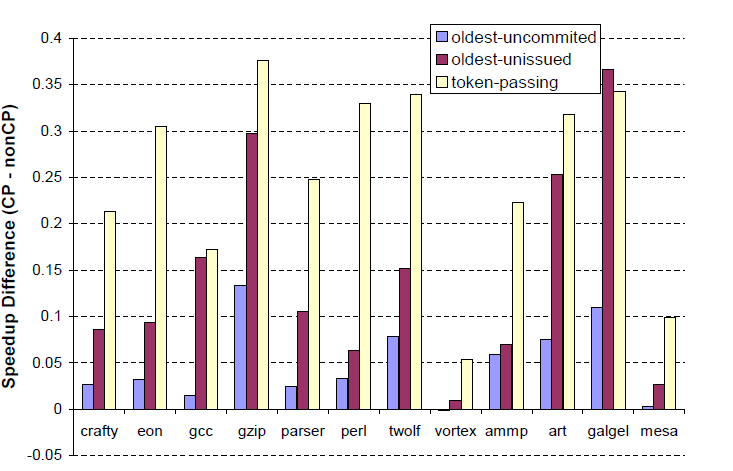 oldest-uncommited
oldest-unissued
token-passing
Speedup Difference (CP - nonCP)
0.4
0.35
0.3
0.25
0.2
0.15
0.1
0.05
0
-0.05
crafty eon gcc gzip parser perl twolf vortex ammp art galgel mesa